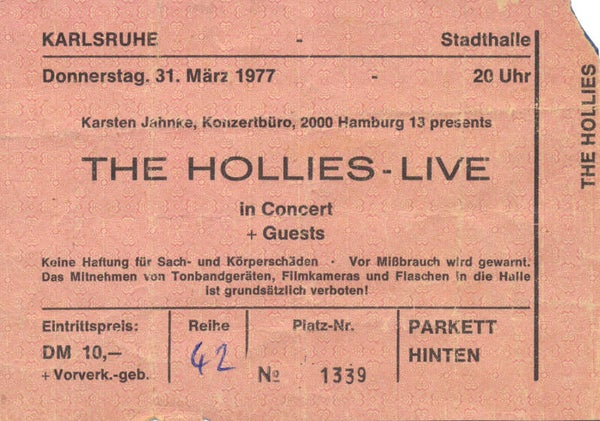 KARLSRUHE - Stadthalle
Donnerstag. 31. März 1977 - 20 Uhr
Karsten Jahnke, Konzertbüro, 2000 Hamburg 13 presents
THE HOLLIES - LIVE
in Concert
+ Guests
Keine Haftung für Sach- und Körperschäden · Vor Mißbrauch wird gewarnt.
Das Mitnehmen von Tonbandgeräten, Filmkameras und Flaschen in die Halle
ist grundsätzlich verboten!
Eintrittspreis:
DM 10,—
+ Vorverk.-geb.
Reihe
42
Platz-Nr.
№ 1339
PARKETT
HINTEN
THE HOLLIES